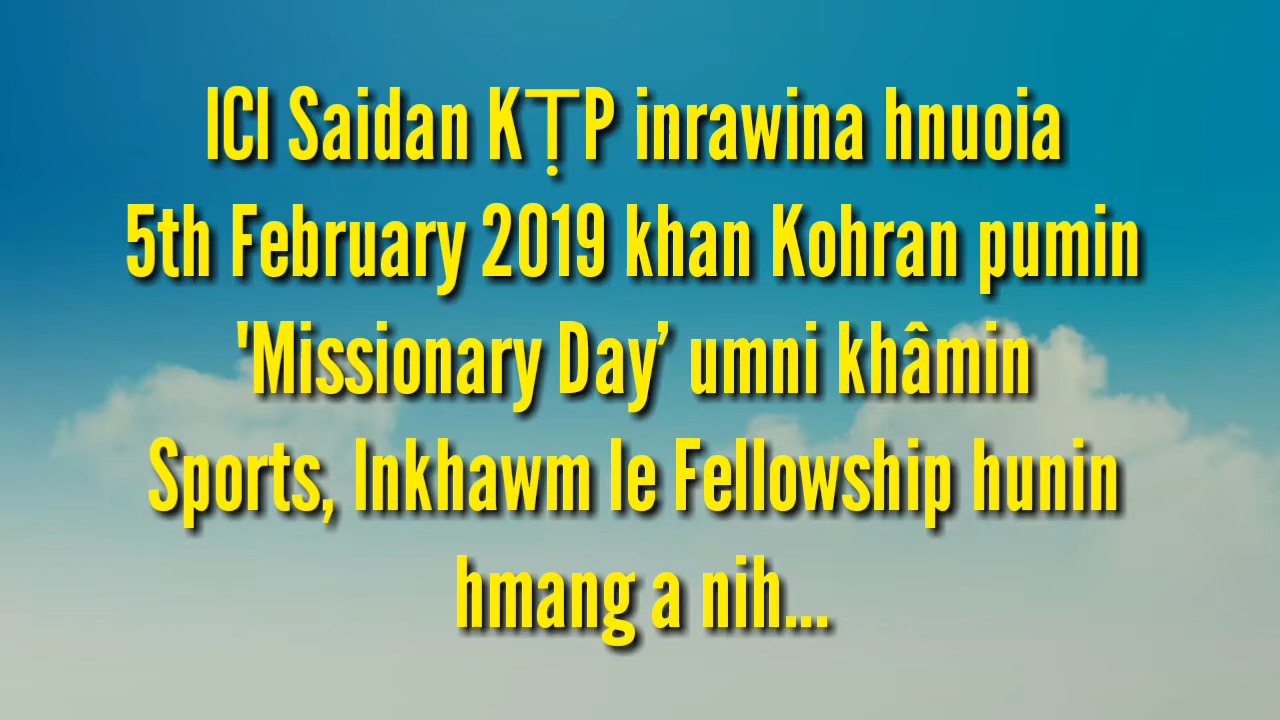 ICI Saidan KṬP inrawina hnuoia
5th February 2019 khan Kohran pumin
'Missionary Day’ umni khâmin
Sports, Inkhawm le Fellowship hunin
hmang a nih...